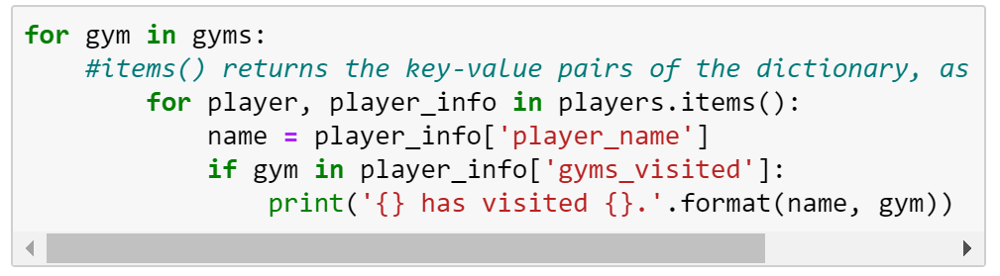 for gym in gyms:
    #items() returns the key-value pairs of the dictionary, as
        for player, player_info in players.items():
            name = player_info['player_name']
            if gym in player_info['gyms_visited']:
                print('{} has visited {}.'.format(name, gym))